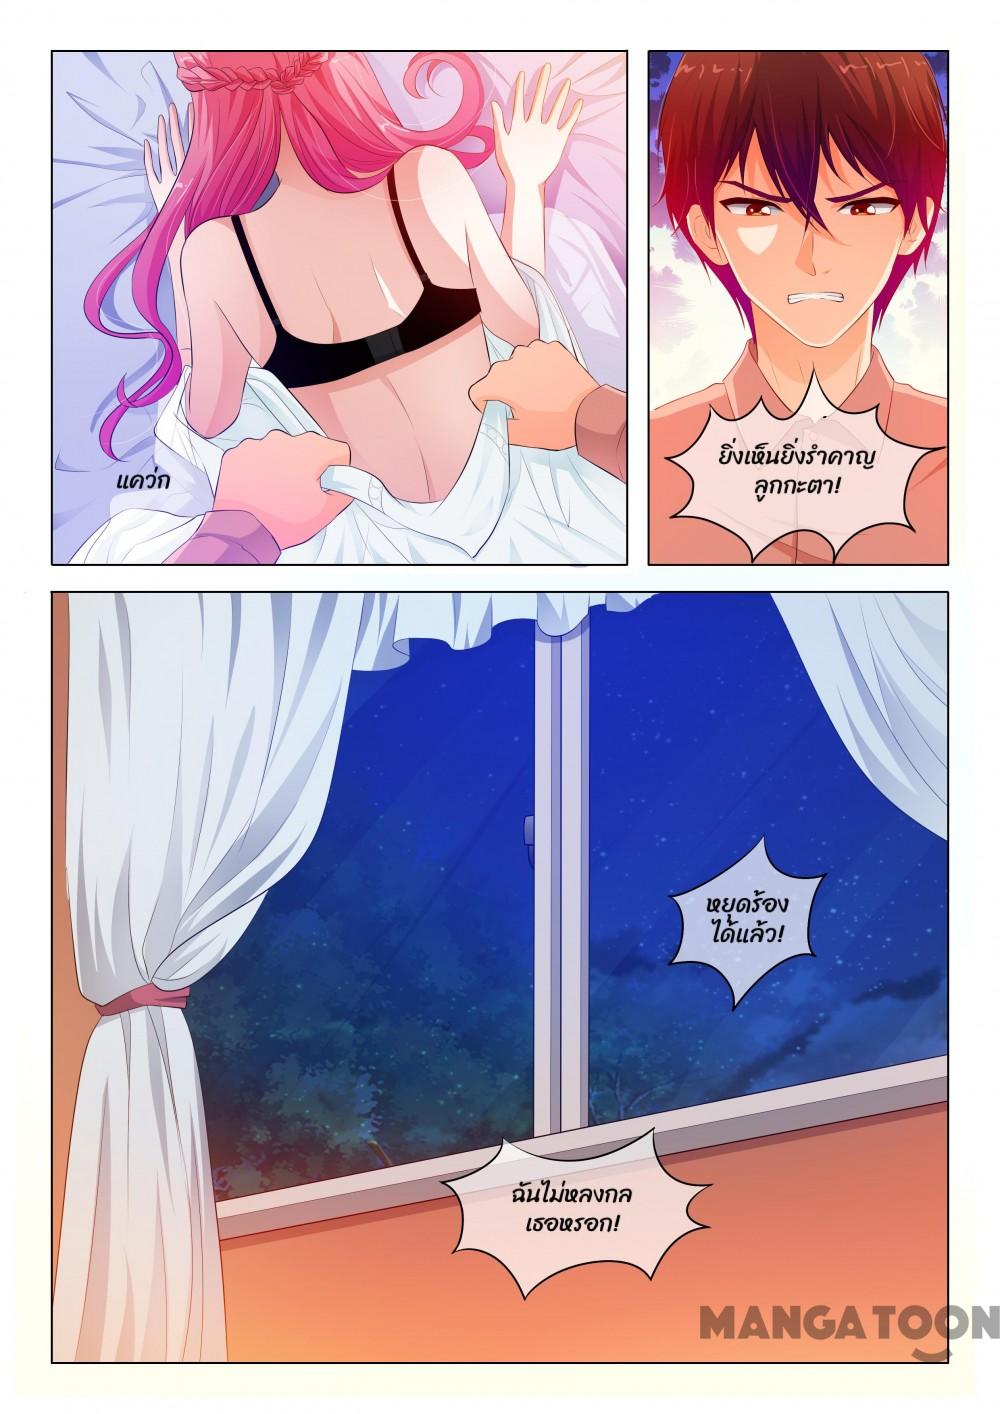 แคว่ก
ยิ่งเห็นยิ่งรำคาญ
ลูกกะตา!
หยุดร้อง
ได้แล้ว!
ฉันไม่หลงกล
เธอหรอก!
MANGATOON